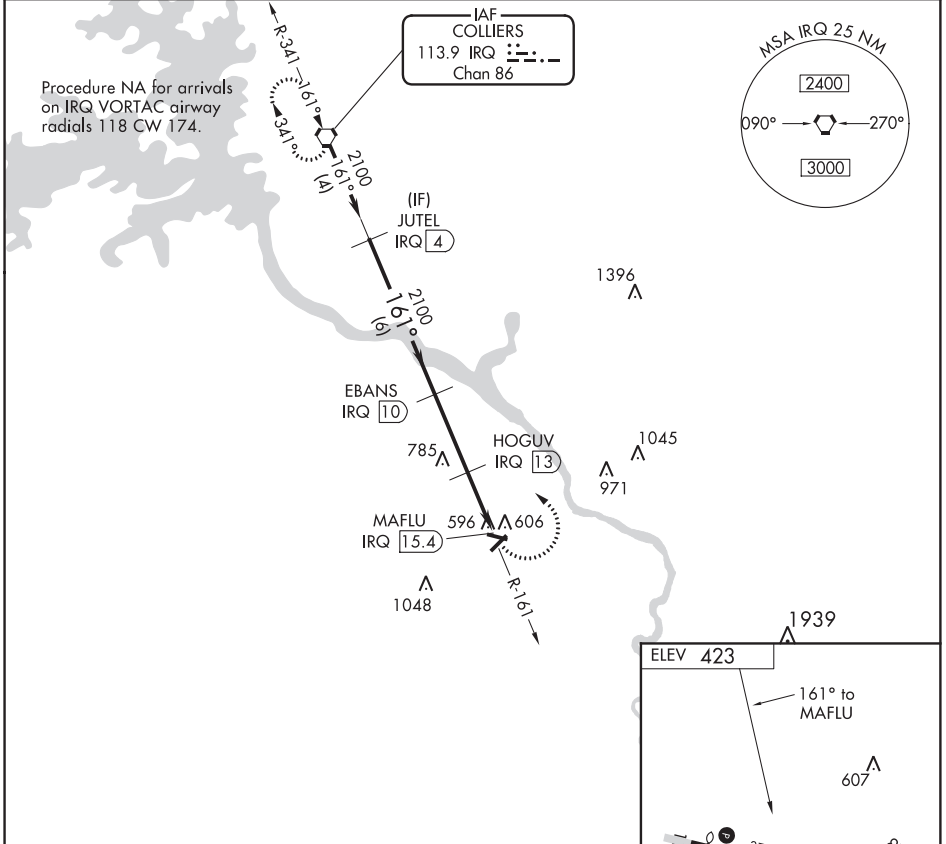 IAF
COLLIERS
113.9 IRQ
Chan 86
Procedure NA for arrivals
on IRQ VORTAC airway
radials 118 CW 174.
R-341
161°
341°
MSA IRQ 25 NM
2400
090°
270°
3000
2100
161°
(4)
(IF)
JUTEL
IRQ 4
1396
2100
161°
(6)
EBANS
IRQ 10
785
HOGUV
IRQ 13
1045
971
MAFLU
IRQ 15.4
596
606
1048
R-161
1939
ELEV 423
161° to
MAFLU
607
P